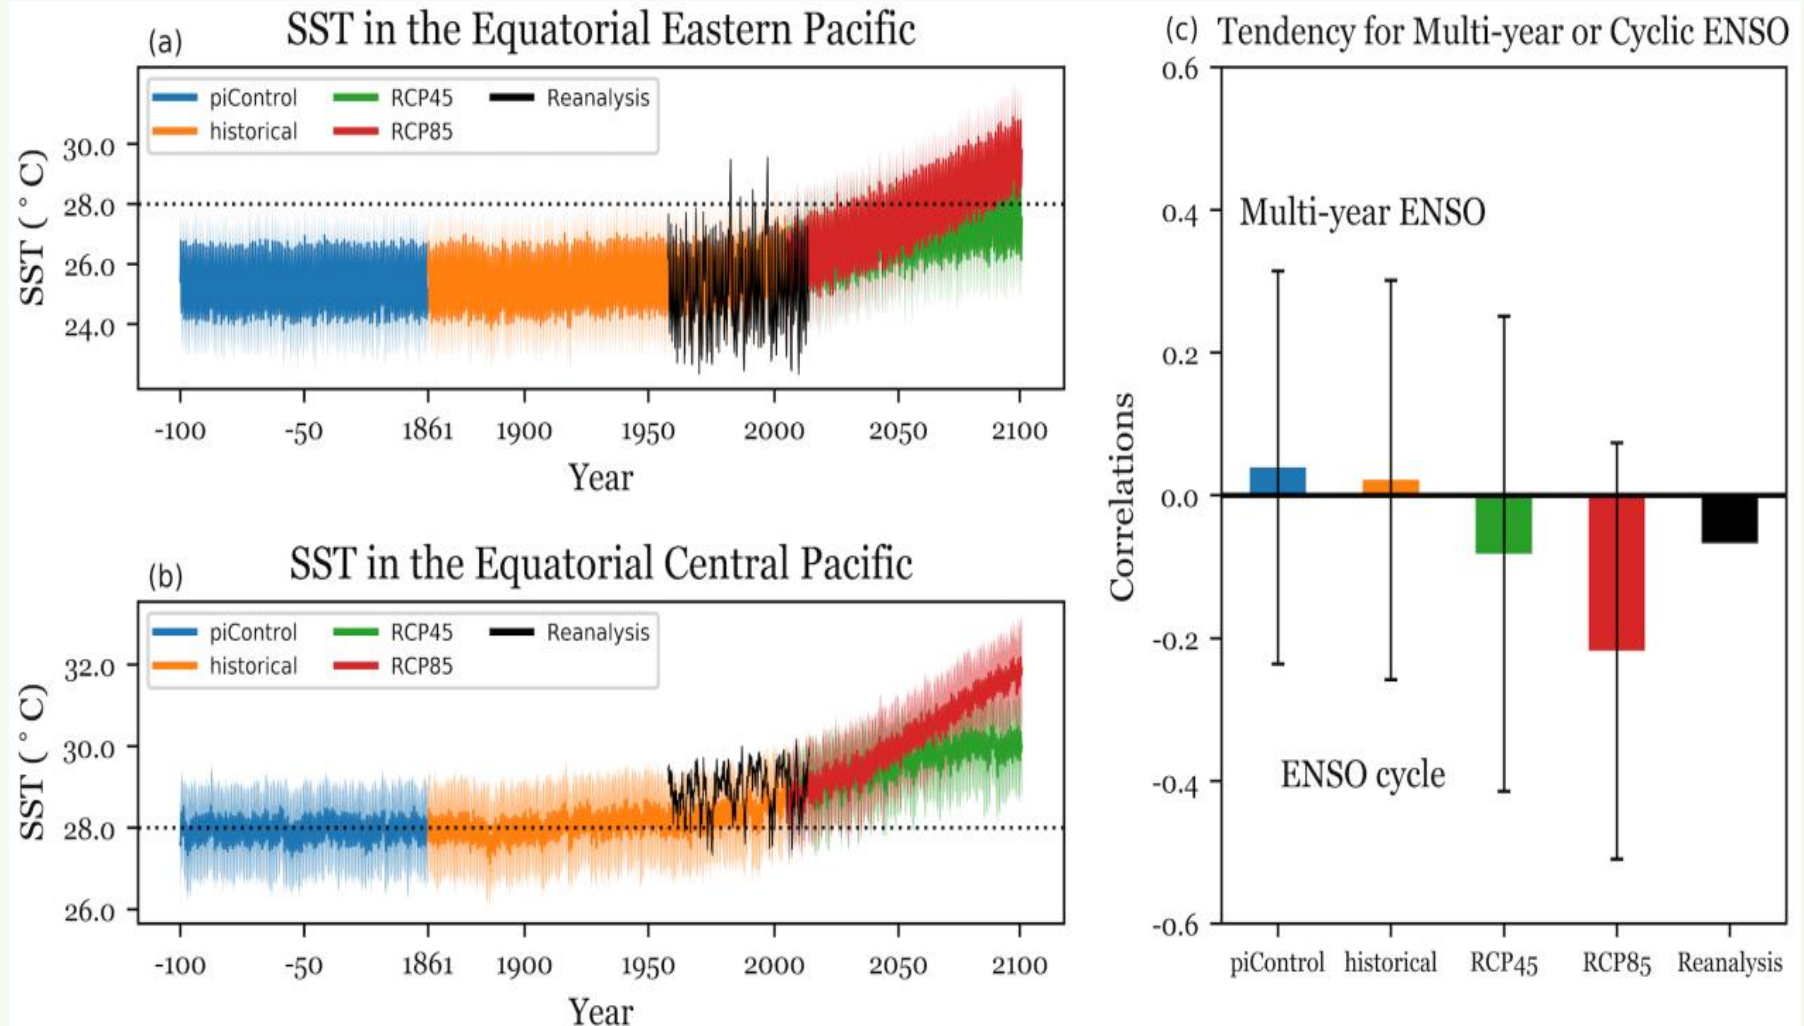 (a)
SST in the Equatorial Eastern Pacific
piControl
historical
RCP45
RCP85
Reanalysis
SST ( ° C)
30.0
28.0
26.0
24.0
-100
-50
1861
1900
1950
2000
2050
2100
Year
(b)
SST in the Equatorial Central Pacific
piControl
historical
RCP45
RCP85
Reanalysis
SST ( ° C)
32.0
30.0
28.0
26.0
-100
-50
1861
1900
1950
2000
2050
2100
Year
(c) Tendency for Multi-year or Cyclic ENSO
Correlations
0.6
0.4
0.2
0.0
-0.2
-0.4
-0.6
Multi-year ENSO
ENSO cycle
piControl
historical
RCP45
RCP85
Reanalysis